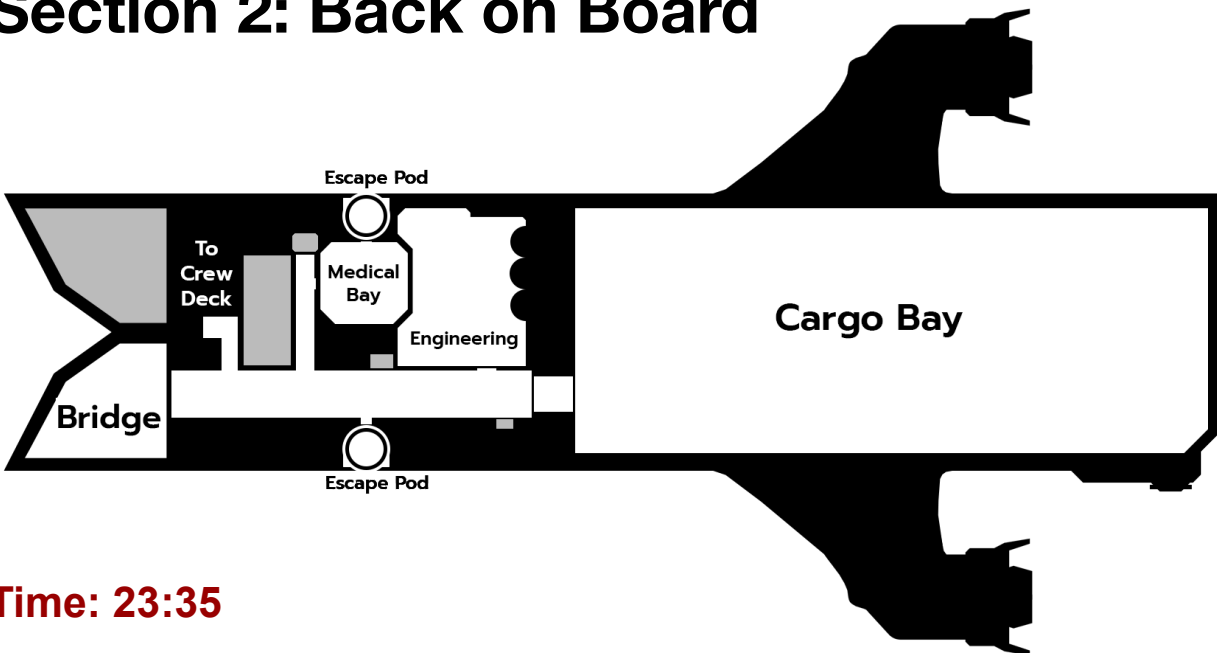 Section 2: Back on Board
Escape Pod
To
Crew
Deck
Medical
Bay
Engineering
Cargo Bay
Bridge
Escape Pod
Time: 23:35